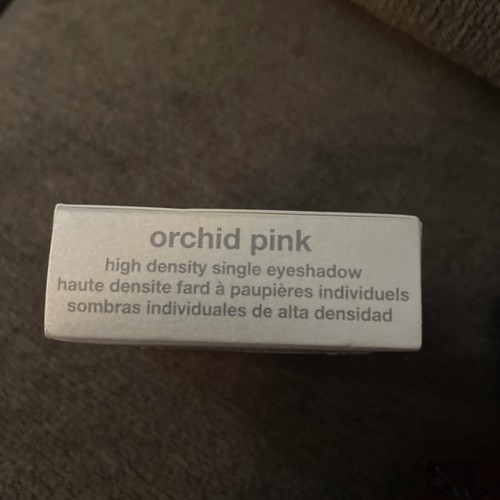 orchid pink
high density single eyeshadow
haute densite fard à paupières individuels
sombras individuales de alta densidad